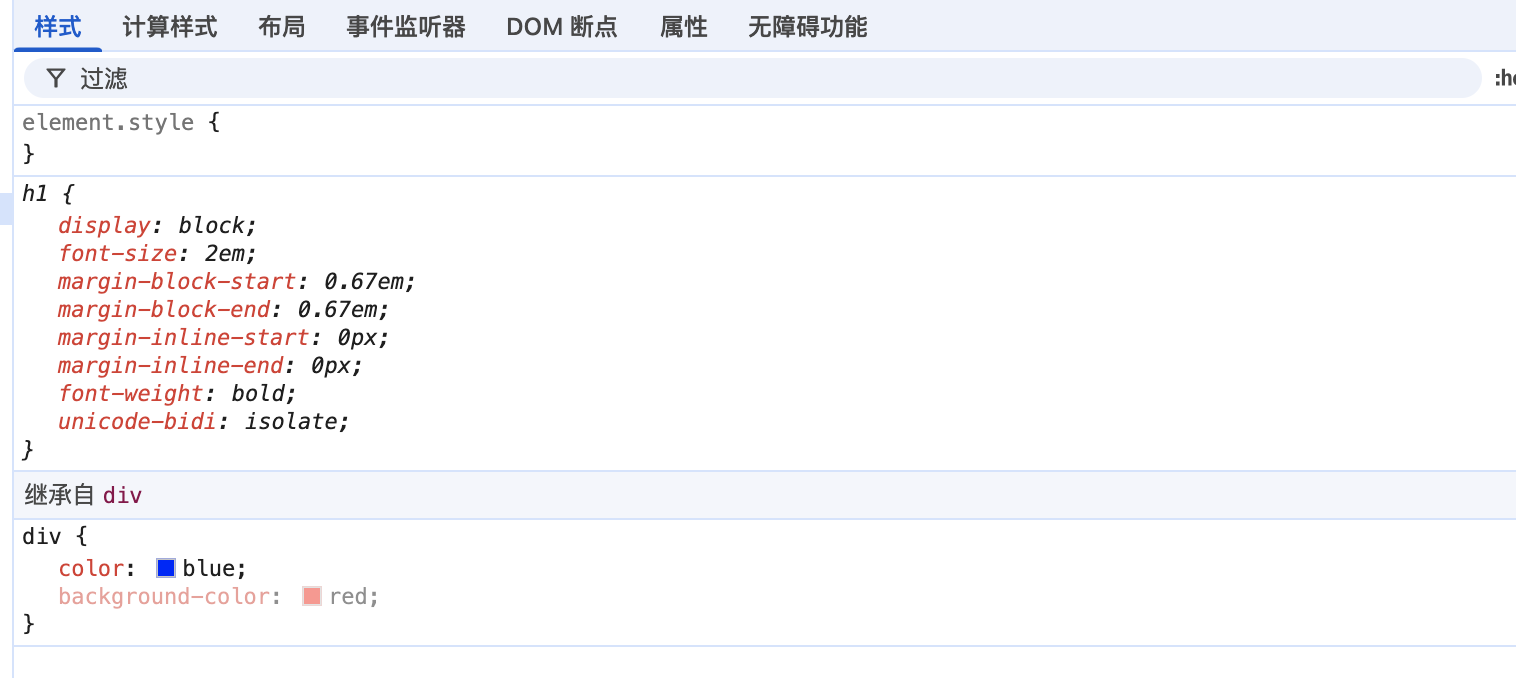 样式 计算样式 布局 事件监听器 DOM 断点 属性 无障碍功能
过滤 :ho
element.style {
}
h1 {
display: block;
font-size: 2em;
margin-block-start: 0.67em;
margin-block-end: 0.67em;
margin-inline-start: 0px;
margin-inline-end: 0px;
font-weight: bold;
unicode-bidi: isolate;
}
继承自 div
div {
color: blue;
background-color: red;
}